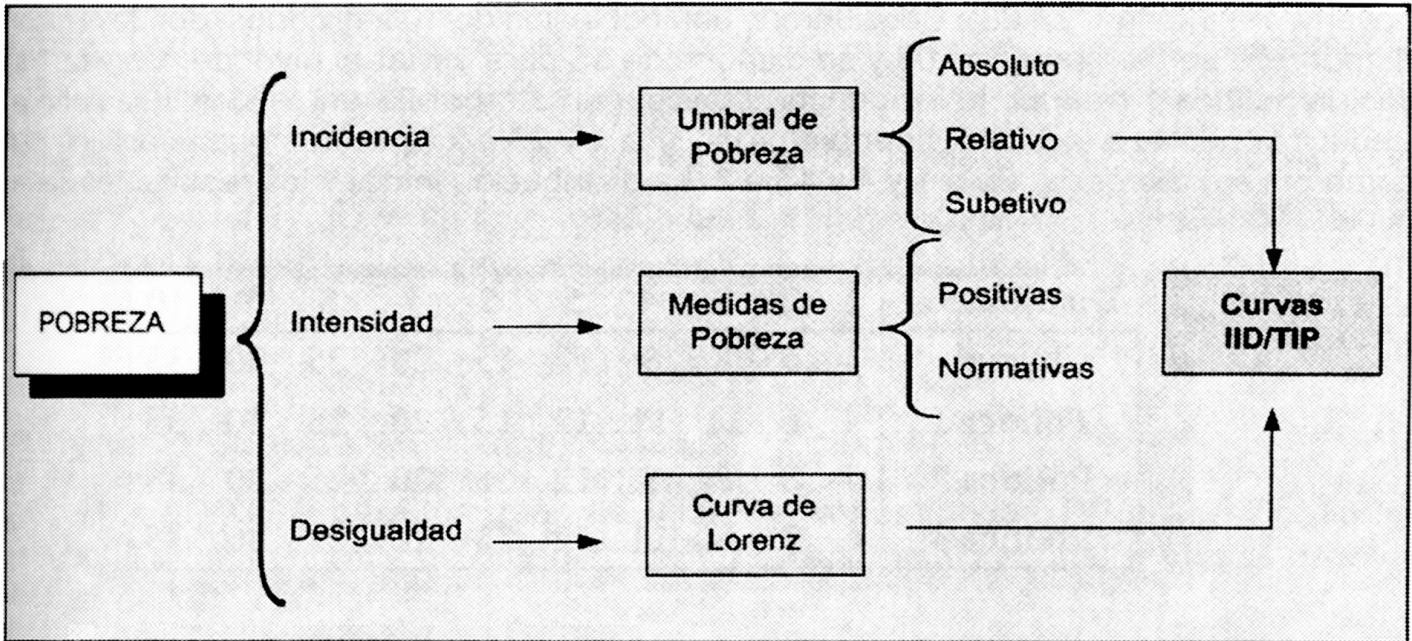 POBREZA
Incidencia
Umbral de
Pobreza
Absoluto
Relativo
Subetivo
Intensidad
Medidas de
Pobreza
Positivas
Normativas
Desigualdad
Curva de
Lorenz
Curvas
IID/TIP